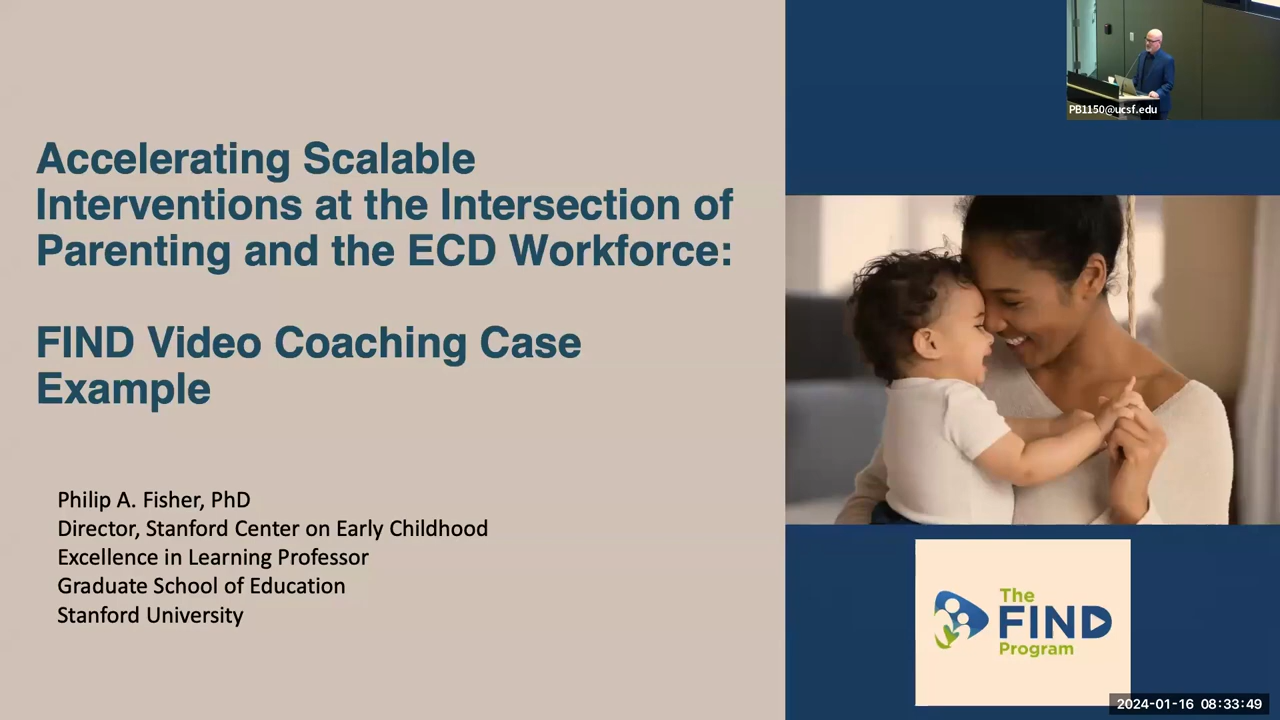 Accelerating Scalable
Interventions at the Intersection of
Parenting and the ECD Workforce:
FIND Video Coaching Case
Example
Philip A. Fisher, PhD
Director, Stanford Center on Early Childhood
Excellence in Learning Professor
Graduate School of Education
Stanford University
PB1150@ucsf.edu
The
FIND
Program
2024-01-16 08:33:49